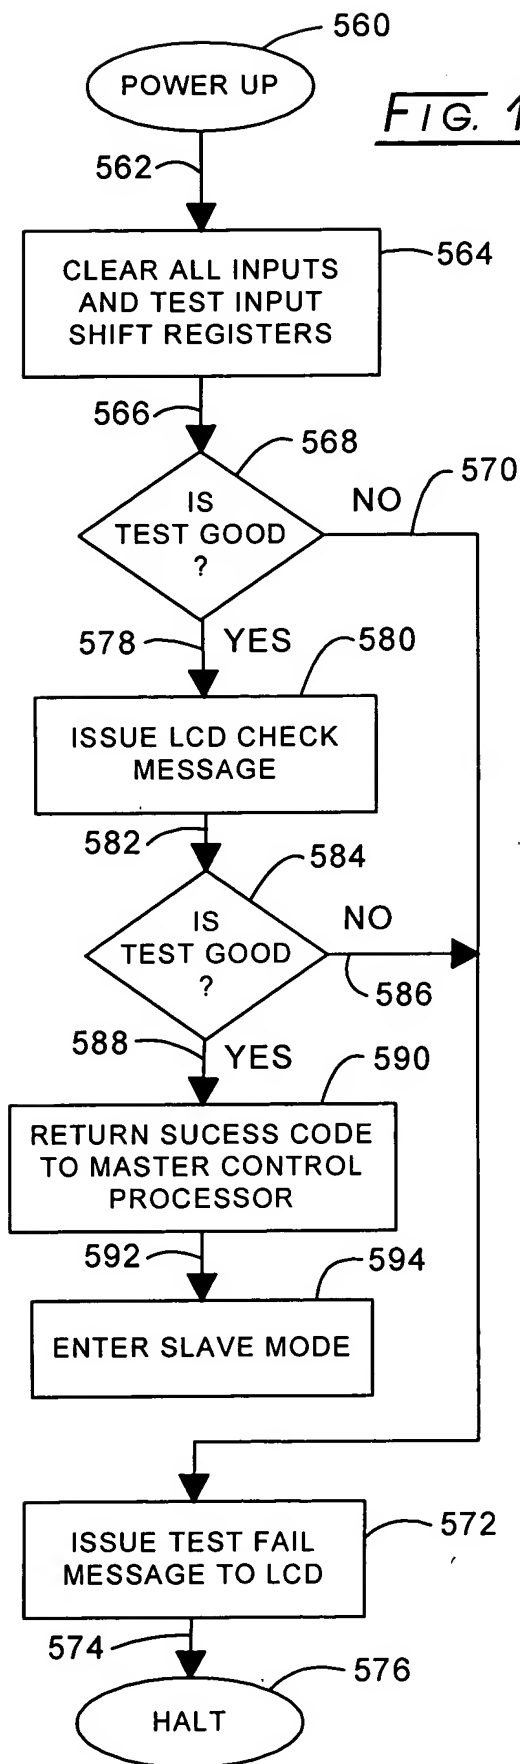 560
POWER UP
FIG. 1
562
564
CLEAR ALL INPUTS
AND TEST INPUT
SHIFT REGISTERS
566
568
570
IS
TEST GOOD
?
NO
578
YES
580
ISSUE LCD CHECK
MESSAGE
582
584
IS
TEST GOOD
?
NO
586
588
YES
590
RETURN SUCESS CODE
TO MASTER CONTROL
PROCESSOR
592
594
ENTER SLAVE MODE
572
ISSUE TEST FAIL
MESSAGE TO LCD
574
576
HALT